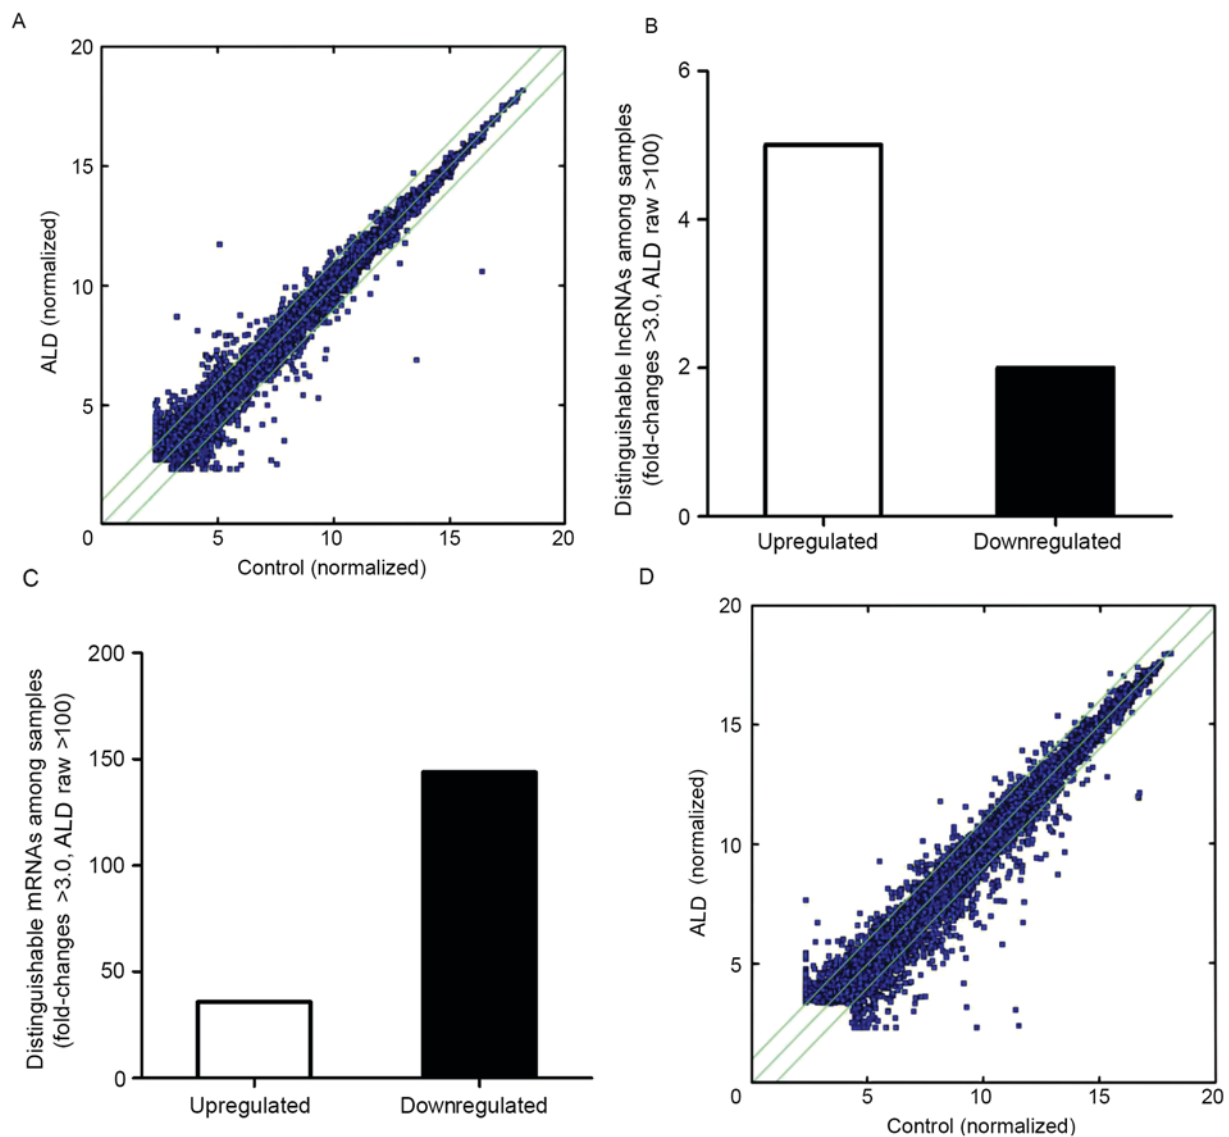 A
20
15
10
5
0
5
10
15
20
ALD (normalized)
Control (normalized)
B
6
4
2
0
Distinguishable lncRNAs among samples
(fold-changes >3.0, ALD raw >100)
Upregulated
Downregulated
C
200
150
100
50
0
Distinguishable mRNAs among samples
(fold-changes >3.0, ALD raw >100)
Upregulated
Downregulated
D
20
15
10
5
0
5
10
15
20
ALD (normalized)
Control (normalized)